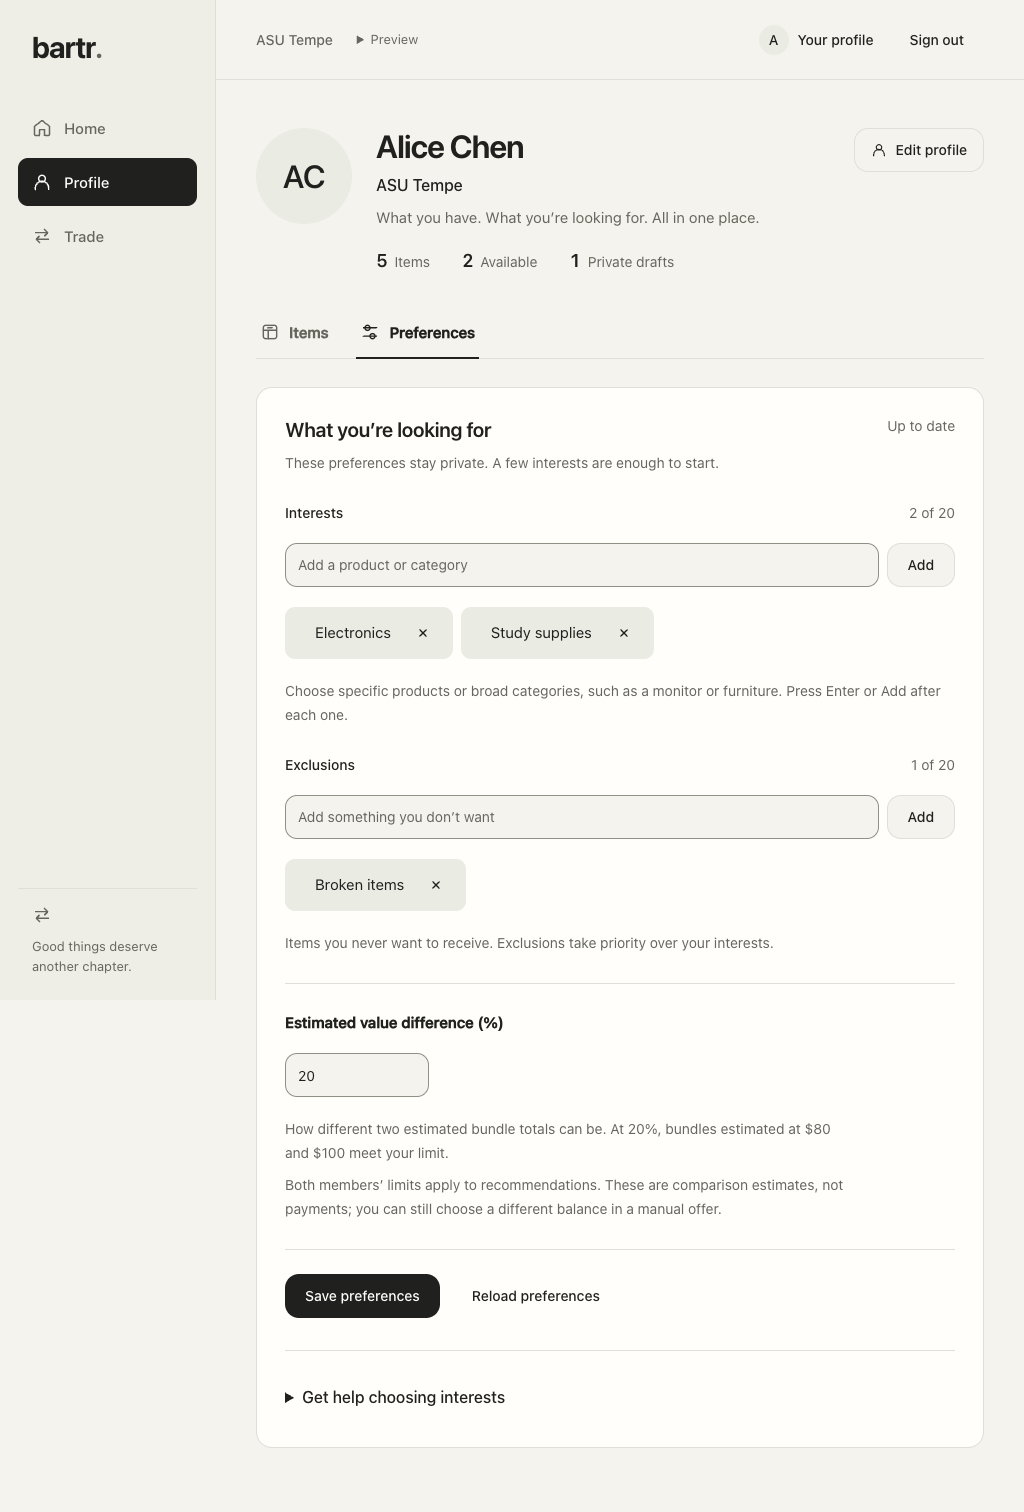 bartr.
Home
Profile
Trade
Good things deserve
another chapter.
ASU Tempe
▶ Preview
A
Your profile
Sign out
AC
Alice Chen
ASU Tempe
What you have. What you’re looking for. All in one place.
5 Items
2 Available
1 Private drafts
Edit profile
Items
Preferences
What you’re looking for
Up to date
These preferences stay private. A few interests are enough to start.
Interests
2 of 20
Add a product or category
Add
Electronics ×
Study supplies ×
Choose specific products or broad categories, such as a monitor or furniture. Press Enter or Add after
each one.
Exclusions
1 of 20
Add something you don’t want
Add
Broken items ×
Items you never want to receive. Exclusions take priority over your interests.
Estimated value difference (%)
20
How different two estimated bundle totals can be. At 20%, bundles estimated at $80
and $100 meet your limit.
Both members’ limits apply to recommendations. These are comparison estimates, not
payments; you can still choose a different balance in a manual offer.
Save preferences
Reload preferences
▶ Get help choosing interests